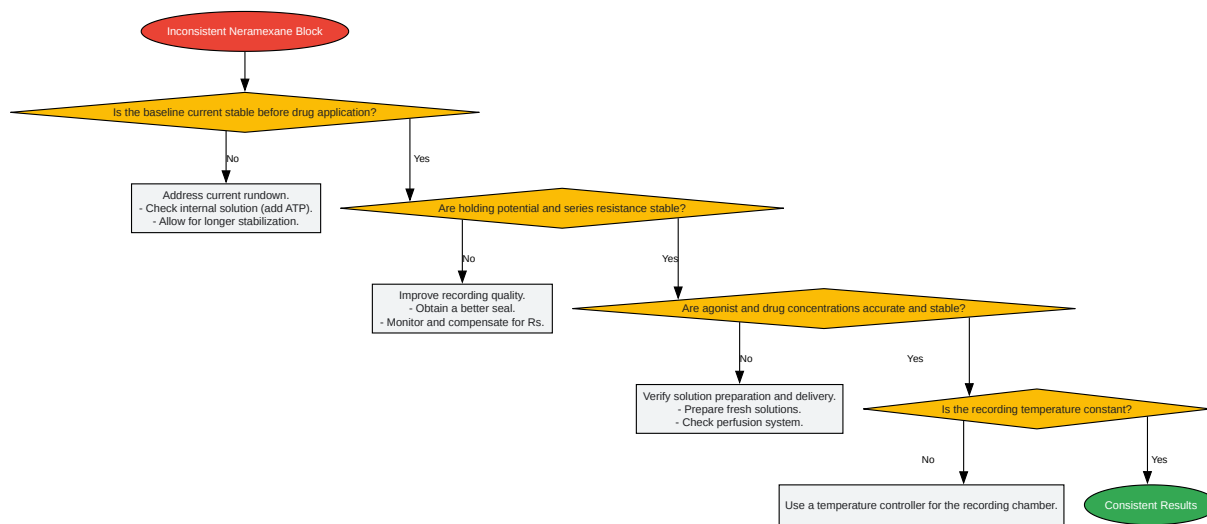 Inconsistent Neramexane Block
Is the baseline current stable before drug application?
No
Yes
Address current rundown.
- Check internal solution (add ATP).
- Allow for longer stabilization.
Are holding potential and series resistance stable?
No
Yes
Improve recording quality.
- Obtain a better seal.
- Monitor and compensate for Rs.
Are agonist and drug concentrations accurate and stable?
No
Yes
Verify solution preparation and delivery.
- Prepare fresh solutions.
- Check perfusion system.
Is the recording temperature constant?
No
Yes
Use a temperature controller for the recording chamber.
Consistent Results